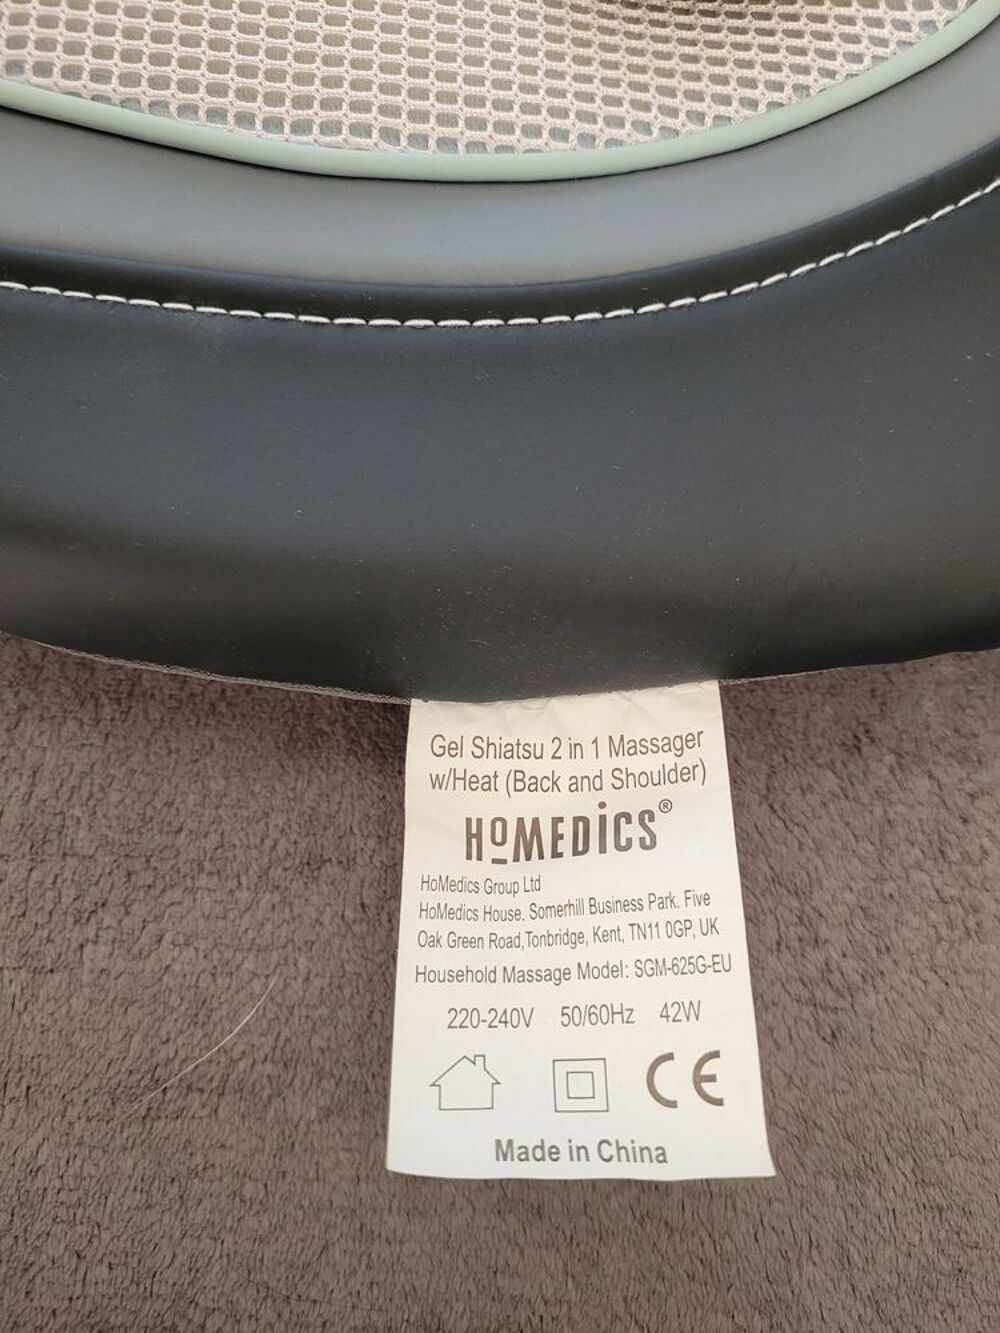 Gel Shiatsu 2 in 1 Massager
w/Heat (Back and Shoulder)
HoMEDiCS®
HoMedics Group Ltd
HoMedics House. Somerhill Business Park. Five
Oak Green Road,Tonbridge, Kent, TN11 0GP, UK
Household Massage Model: SGM-625G-EU
220-240V 50/60Hz 42W
CE
Made in China